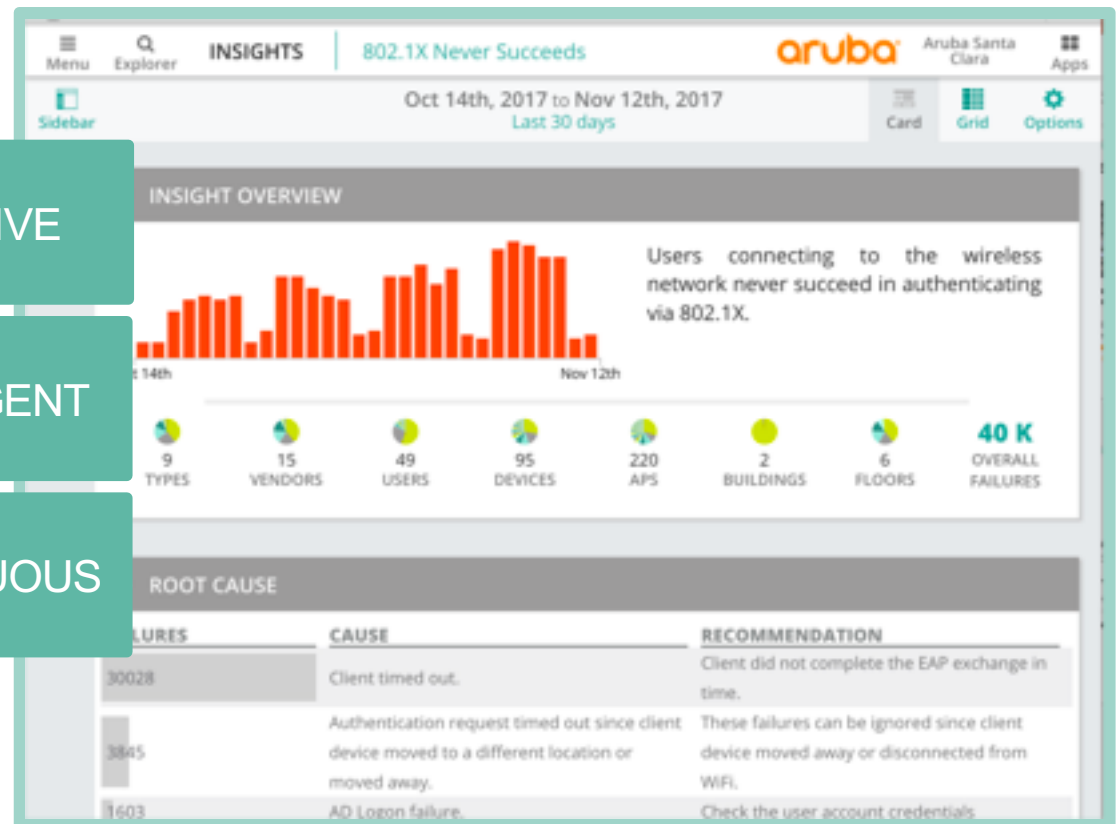 Menu
Explorer
INSIGHTS
802.1X Never Succeeds
aruba
Aruba Santa
Clara
Apps
Sidebar
Oct 14th, 2017 to Nov 12th, 2017
Last 30 days
Card
Grid
Options
IVE
GENT
UOUS
INSIGHT OVERVIEW
Users connecting to the wireless
network never succeed in authenticating
via 802.1X.
t 14th
Nov 12th
9
TYPES
15
VENDORS
49
USERS
95
DEVICES
220
APS
2
BUILDINGS
6
FLOORS
40 K
OVERALL
FAILURES
ROOT CAUSE
LURES
CAUSE
RECOMMENDATION
30028
Client timed out.
Client did not complete the EAP exchange in
time.
3845
Authentication request timed out since client
device moved to a different location or
moved away.
These failures can be ignored since client
device moved away or disconnected from
WiFi.
1603
AD Logon failure.
Check the user account credentials